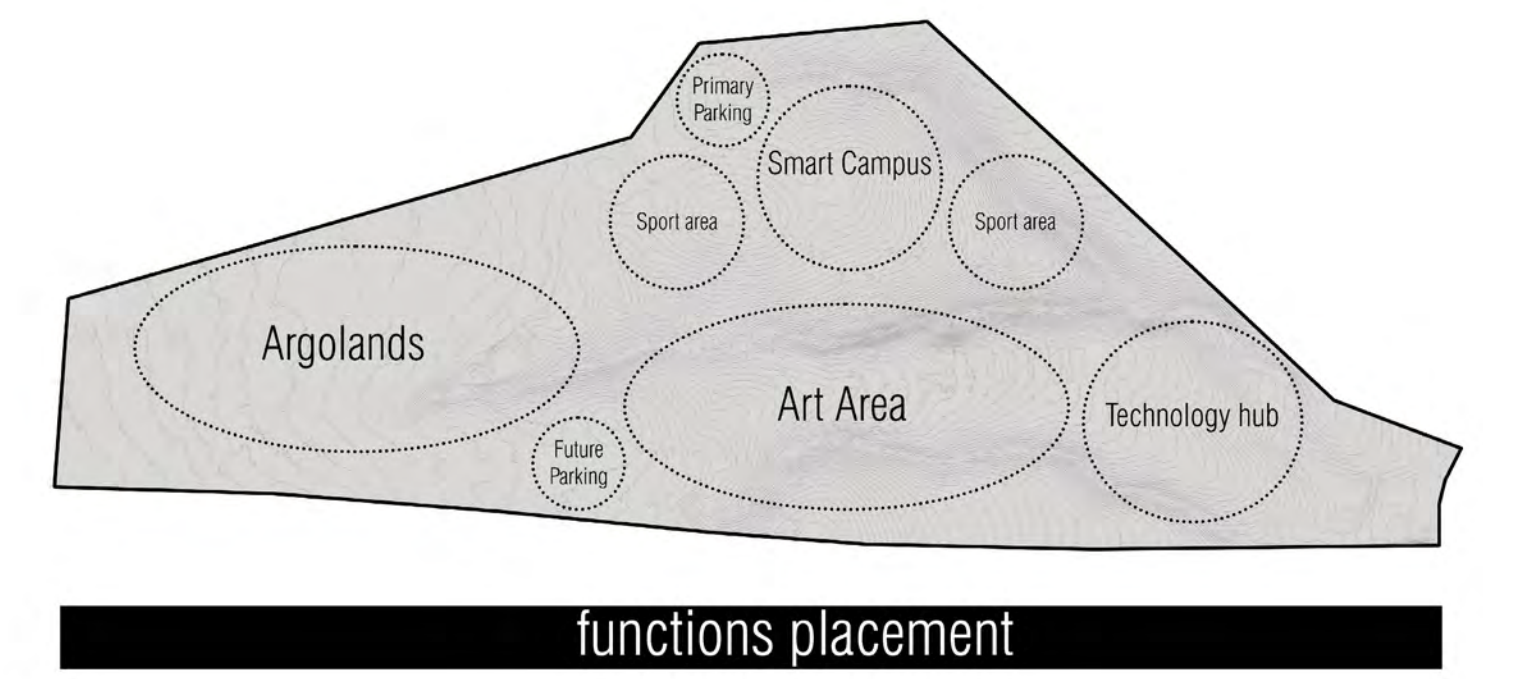 Primary
Parking
Smart Campus
Sport area
Sport area
Argolands
Art Area
Technology hub
Future
Parking
functions placement